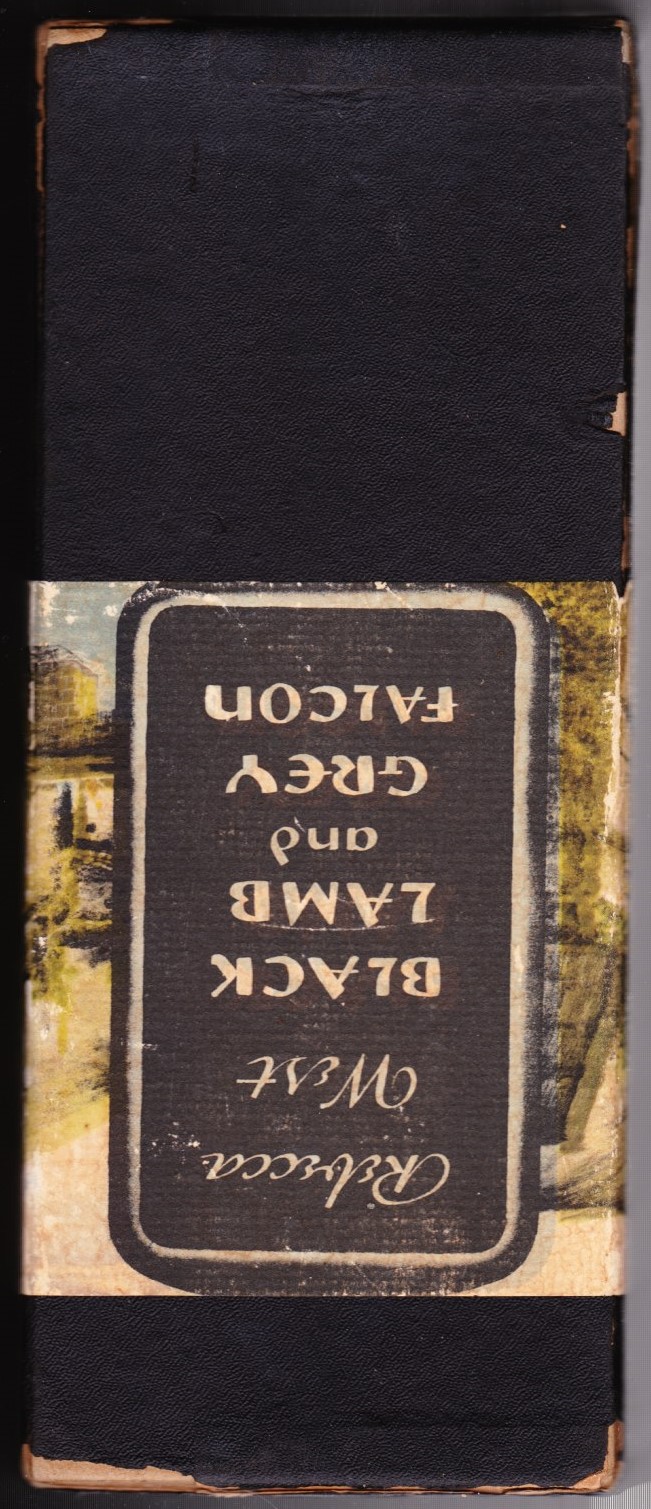 Rebecca
West
BLACK
LAMB
and
GREY
FALCON